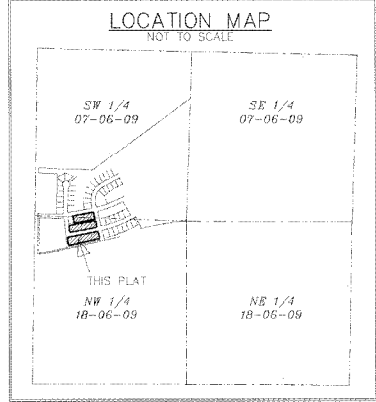 LOCATION MAP
NOT TO SCALE
SW 1/4
07-06-09
SE 1/4
07-06-09
THIS PLAT
NW 1/4
18-06-09
NE 1/4
18-06-09